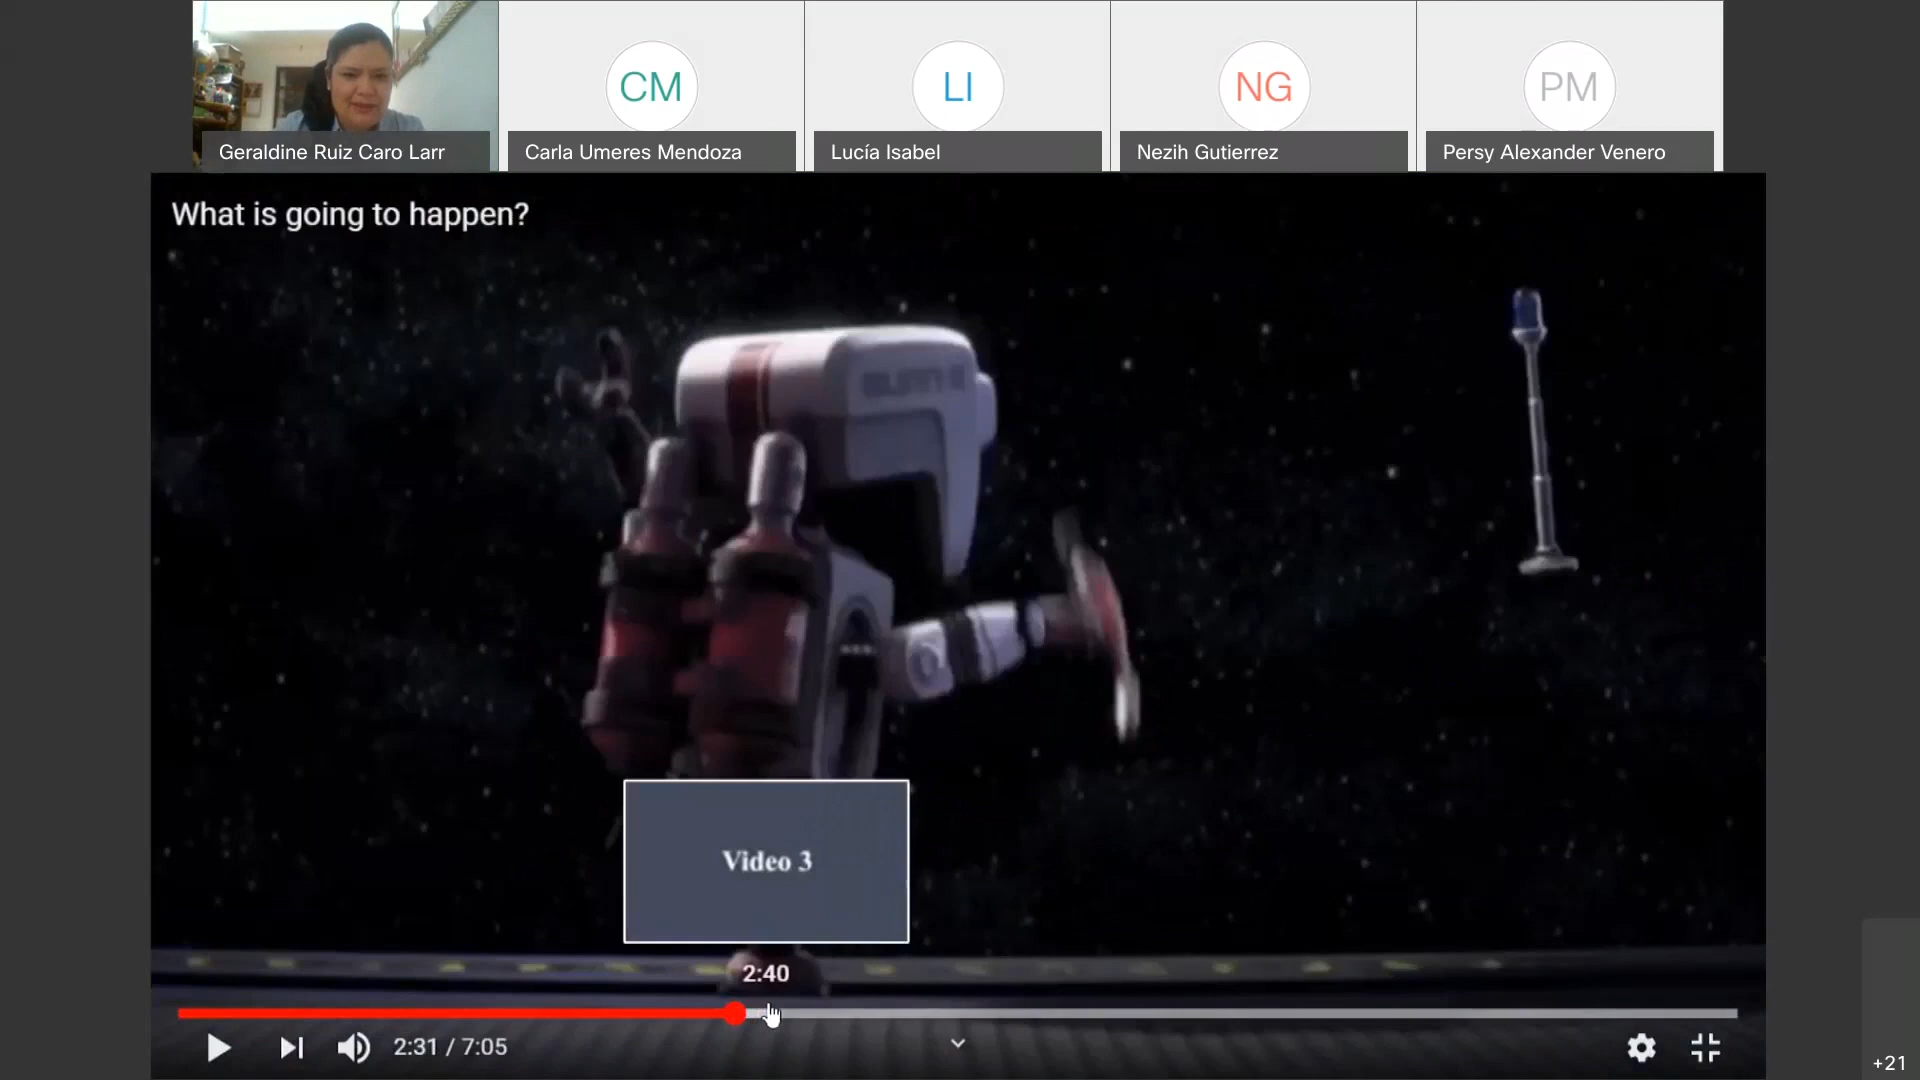 CM
LI
NG
PM
Geraldine Ruiz Caro Larr
Carla Umeres Mendoza
Lucía Isabel
Nezih Gutierrez
Persy Alexander Venero
What is going to happen?
Video 3
2:40
2:31 / 7:05
+21